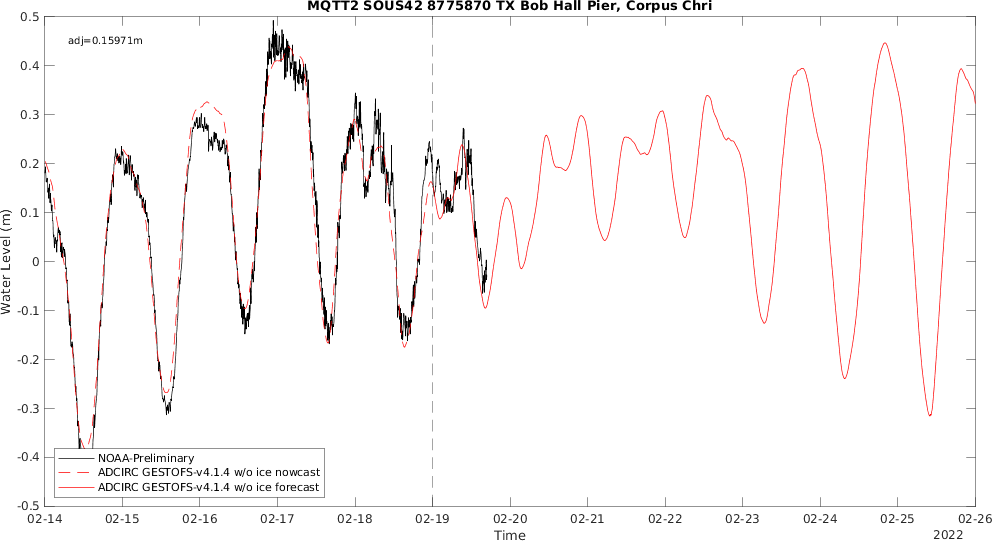 MQTT2 SOUS42 8775870 TX Bob Hall Pier, Corpus Chri
adj=0.15971m
Water Level (m)
0.5
0.4
0.3
0.2
0.1
0
-0.1
-0.2
-0.3
-0.4
-0.5
NOAA-Preliminary
ADCIRC GESTOFS-v4.1.4 w/o ice nowcast
ADCIRC GESTOFS-v4.1.4 w/o ice forecast
02-14 02-15 02-16 02-17 02-18 02-19 02-20 02-21 02-22 02-23 02-24 02-25 02-26
Time
2022